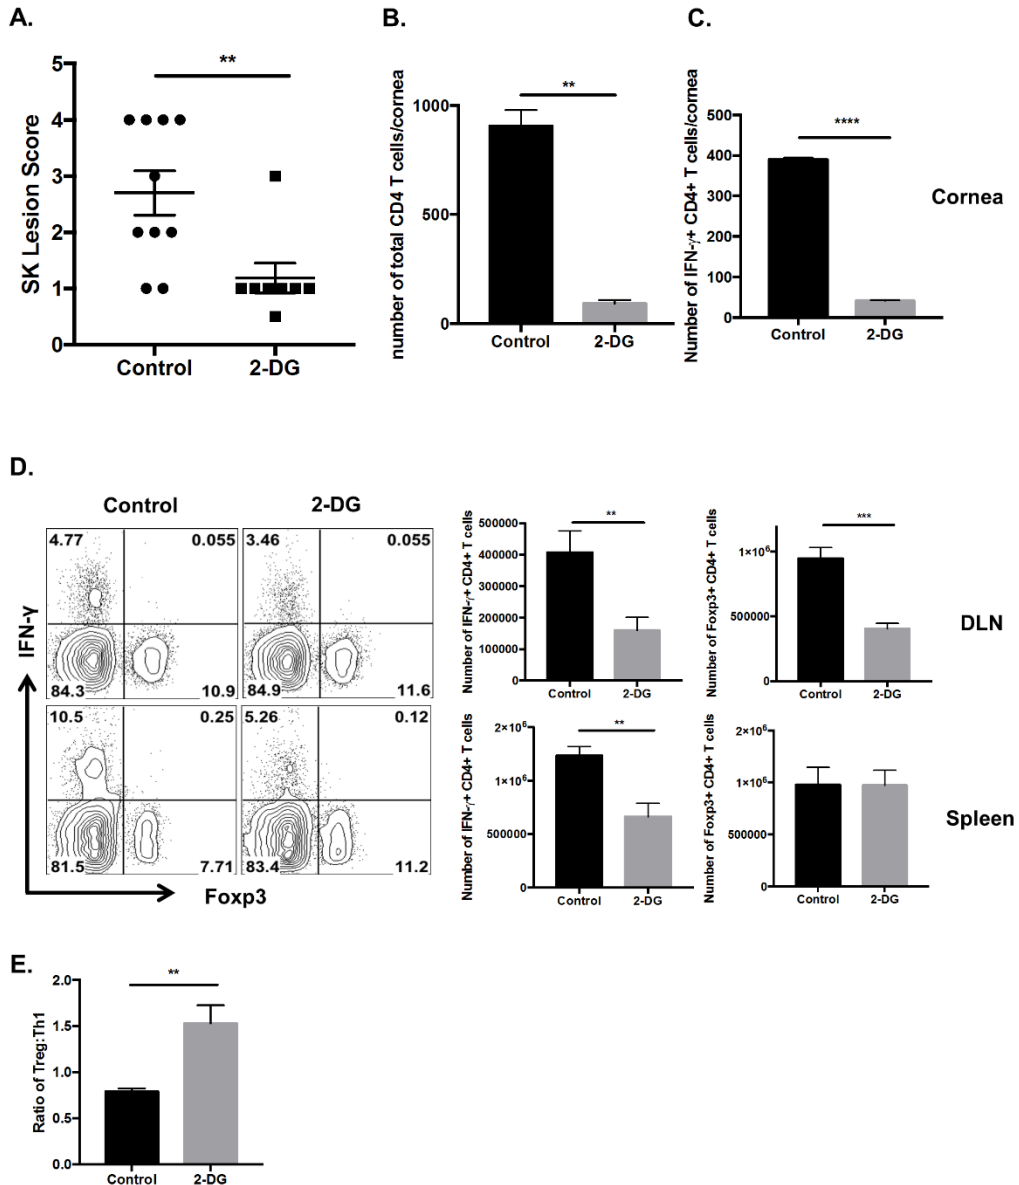 A.
SK Lesion Score
5
4
3
2
1
0
**
Control
2-DG
B.
number of total CD4 T cells/cornea
1000
500
0
**
Control
2-DG
C.
Number of IFN-γ+ CD4+ T cells/cornea
500
400
300
200
100
0
****
Control
2-DG
Cornea
D.
Control
2-DG
4.77
0.055
84.3
10.9
3.46
0.055
84.9
11.6
10.5
0.25
81.5
7.71
5.26
0.12
83.4
11.2
IFN-γ
Foxp3
Number of IFN-γ+ CD4+ T cells
500000
400000
300000
200000
100000
0
**
Control
2-DG
Number of Foxp3+ CD4+ T cells
1×10⁶
500000
0
***
Control
2-DG
DLN
Number of IFN-γ+ CD4+ T cells
2×10⁶
1×10⁶
500000
0
**
Control
2-DG
Number of Foxp3+ CD4+ T cells
2×10⁶
1×10⁶
500000
0
Control
2-DG
Spleen
E.
Ratio of Treg:Th1
2.0
1.5
1.0
0.5
0.0
**
Control
2-DG